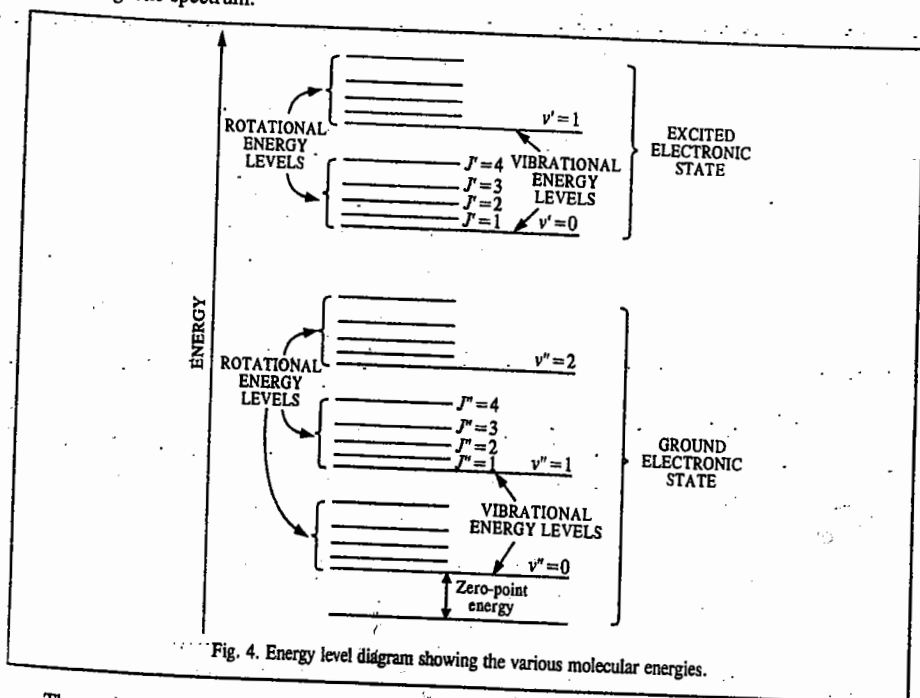 the spectrum.
v′=1
ROTATIONAL
ENERGY
LEVELS
EXCITED
ELECTRONIC
STATE
J′=4
J′=3
J′=2
J′=1
VIBRATIONAL
ENERGY
LEVELS
v′=0
ENERGY
v″=2
ROTATIONAL
ENERGY
LEVELS
J″=4
J″=3
J″=2
J″=1
v″=1
GROUND
ELECTRONIC
STATE
VIBRATIONAL
ENERGY LEVELS
v″=0
Zero-point
energy
Fig. 4. Energy level diagram showing the various molecular energies.